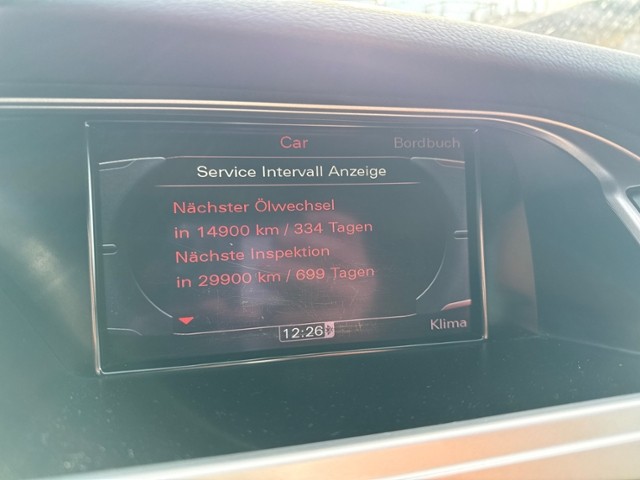 Car
Bordbuch
Service Intervall Anzeige
Nächster Ölwechsel
in 14900 km / 334 Tagen
Nächste Inspektion
in 29900 km / 699 Tagen
12:26
Klima